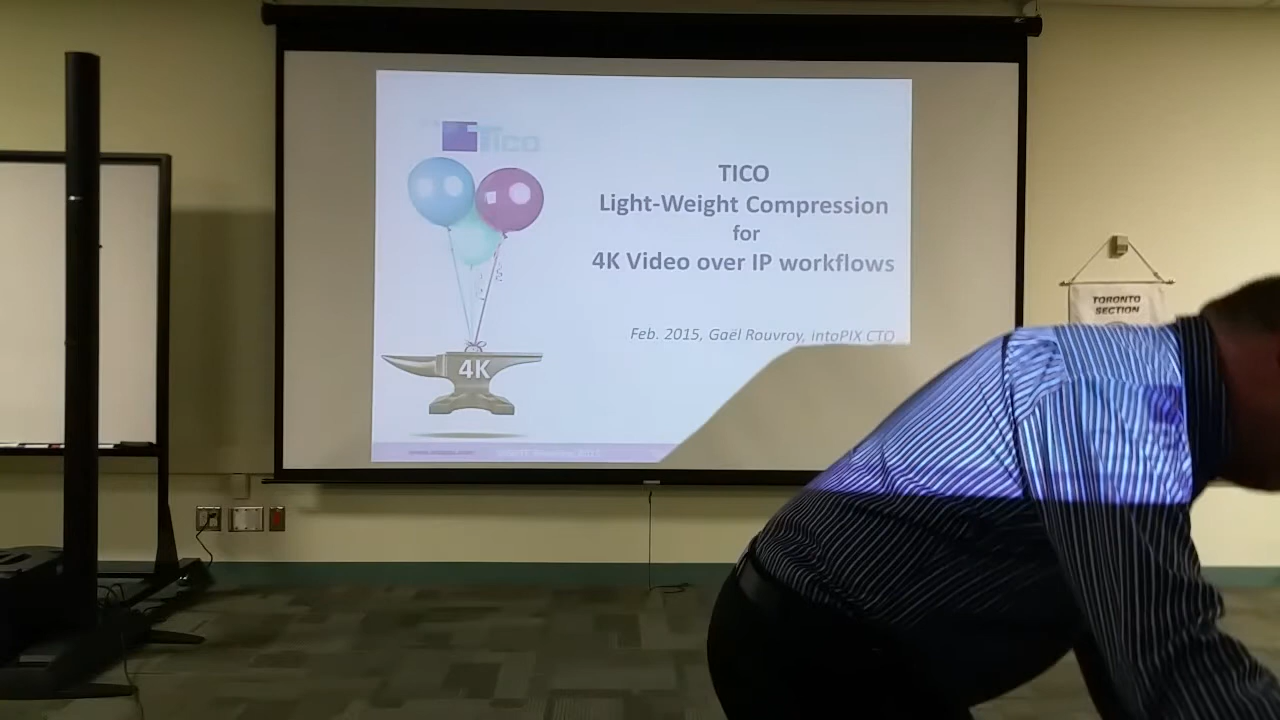 Tico
TICO
Light-Weight Compression
for
4K Video over IP workflows
Feb. 2015, Gaël Rouvroy, intoPIX CTO
4K
TORONTO
SECTION